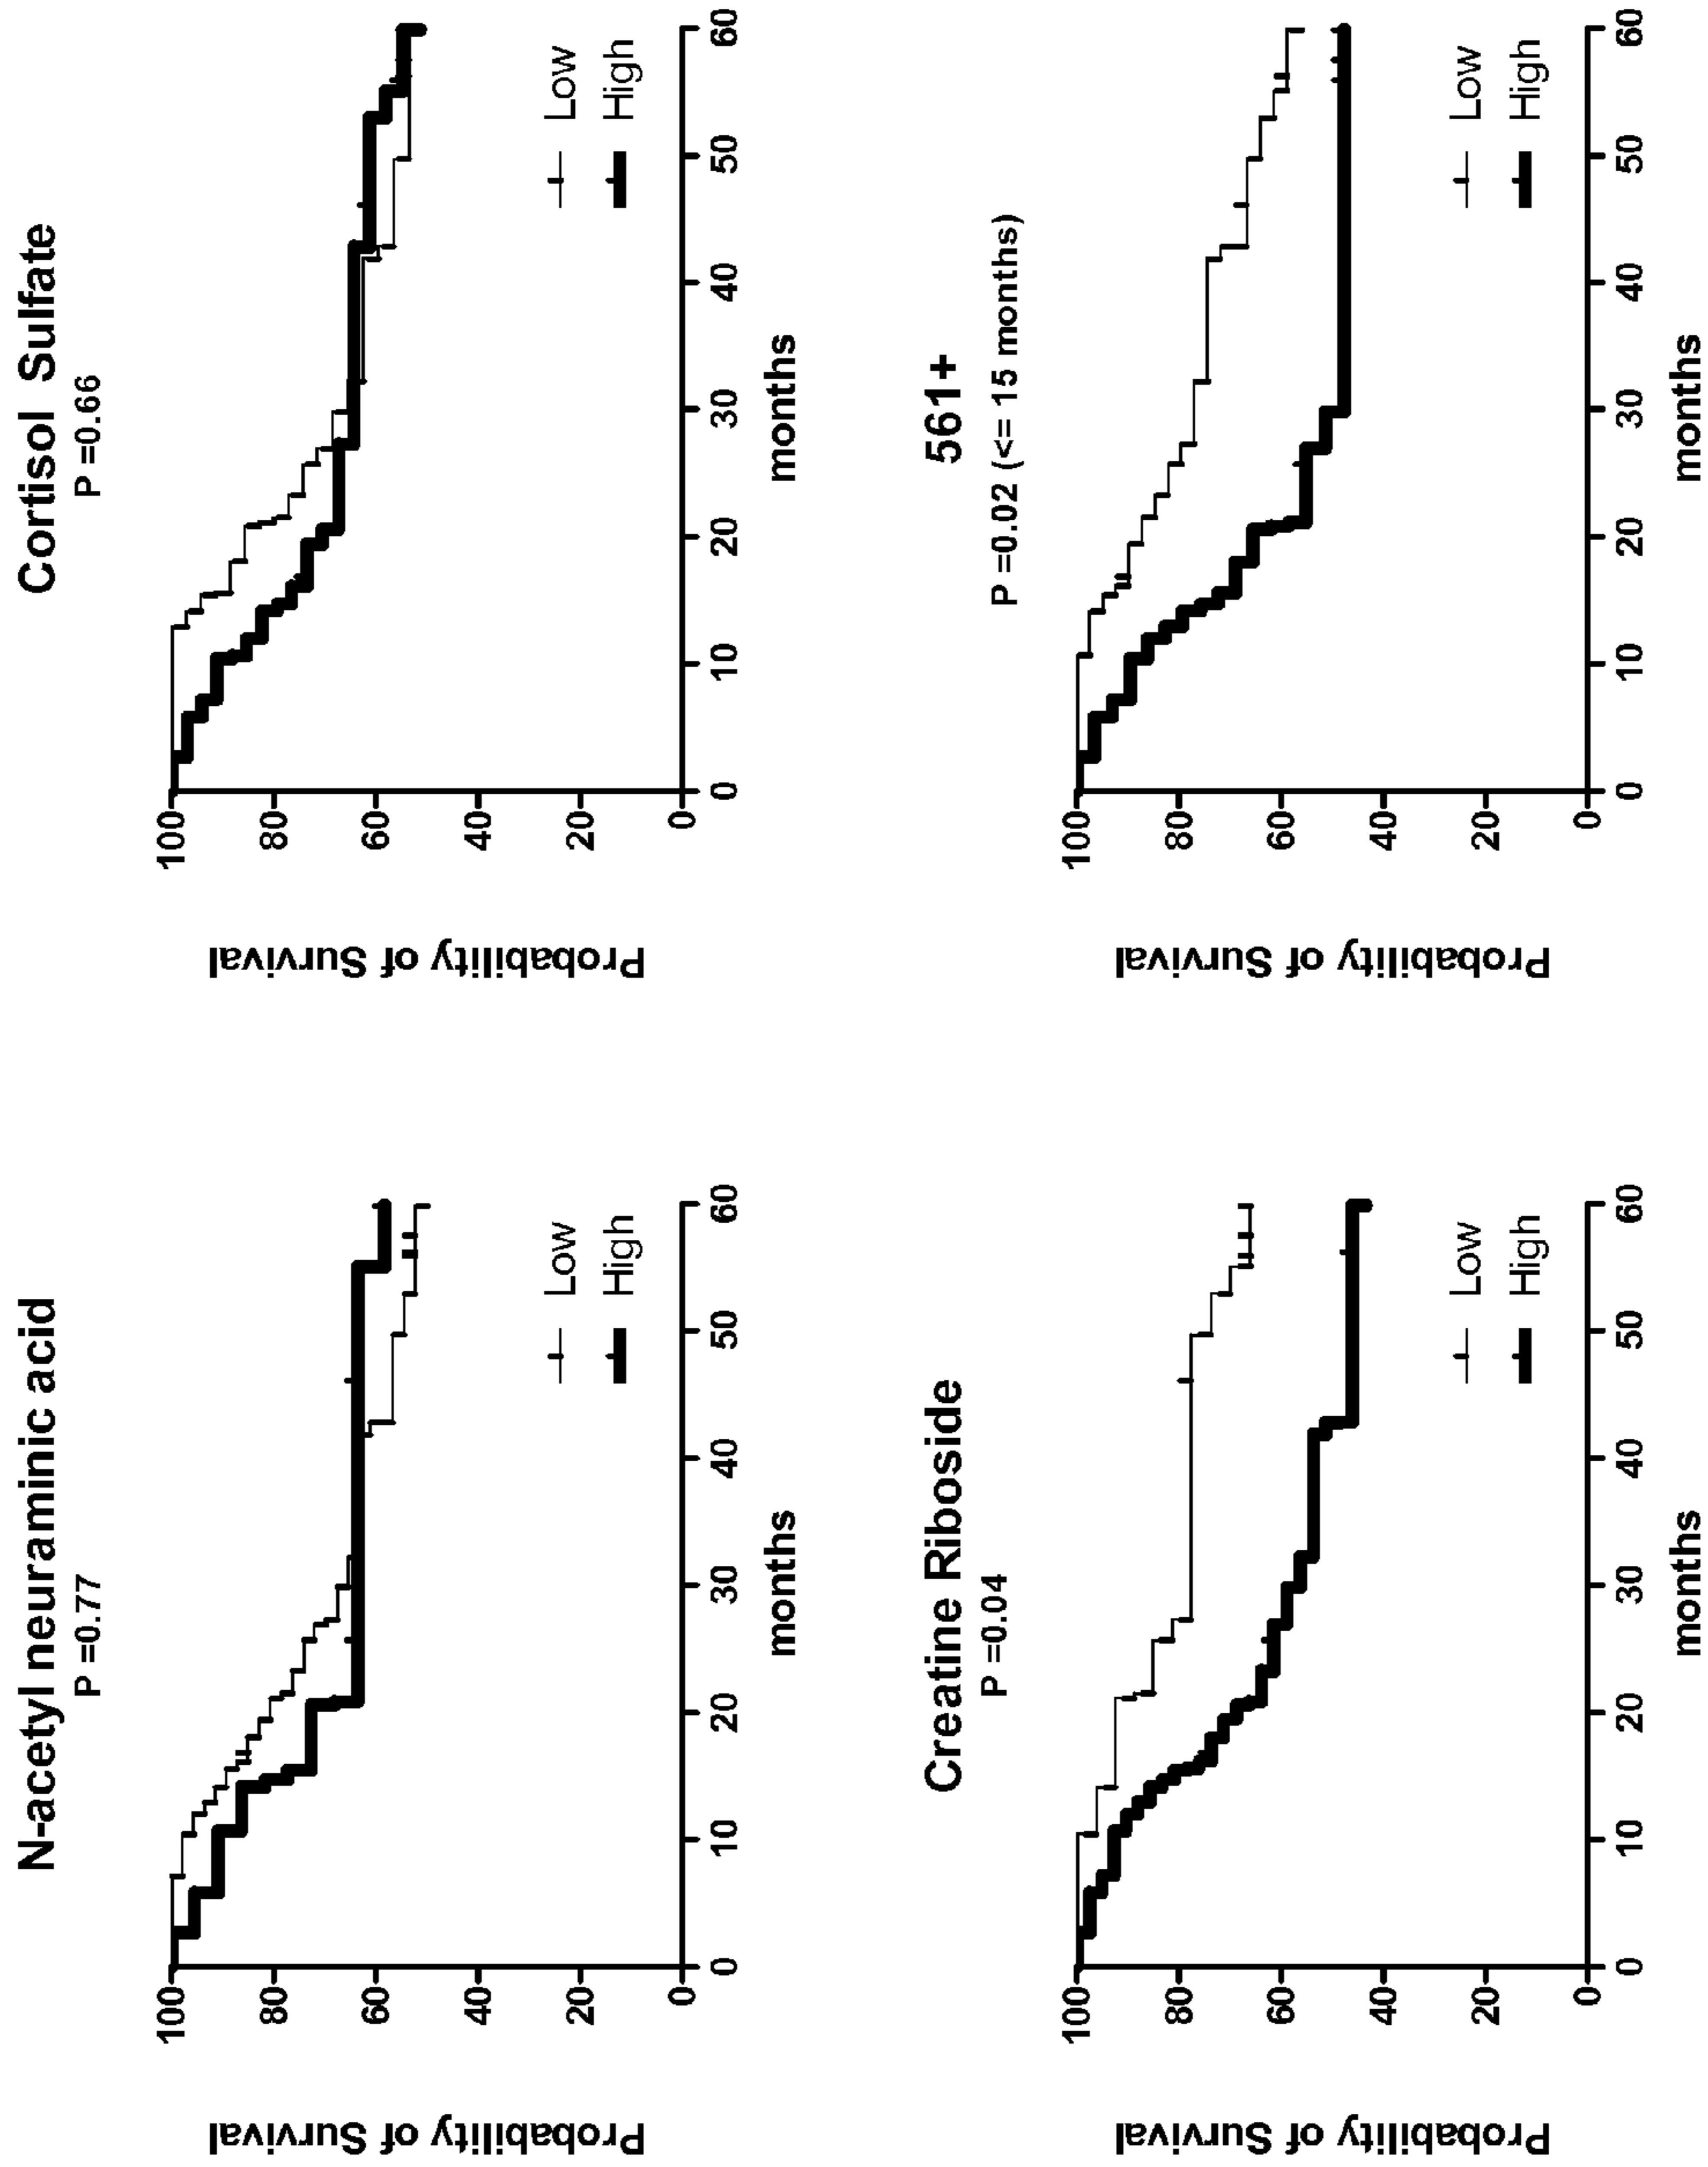 N-acetyl neuraminic acid
P =0.77
Probability of Survival
100
80
60
40
20
0
0 10 20 30 40 50 60
months
Low
High
Cortisol Sulfate
P =0.66
Probability of Survival
100
80
60
40
20
0
0 10 20 30 40 50 60
months
Low
High
Creatine Riboside
P =0.04
Probability of Survival
100
80
60
40
20
0
0 10 20 30 40 50 60
months
Low
High
561+
P =0.02 (<= 15 months)
Probability of Survival
100
80
60
40
20
0
0 10 20 30 40 50 60
months
Low
High